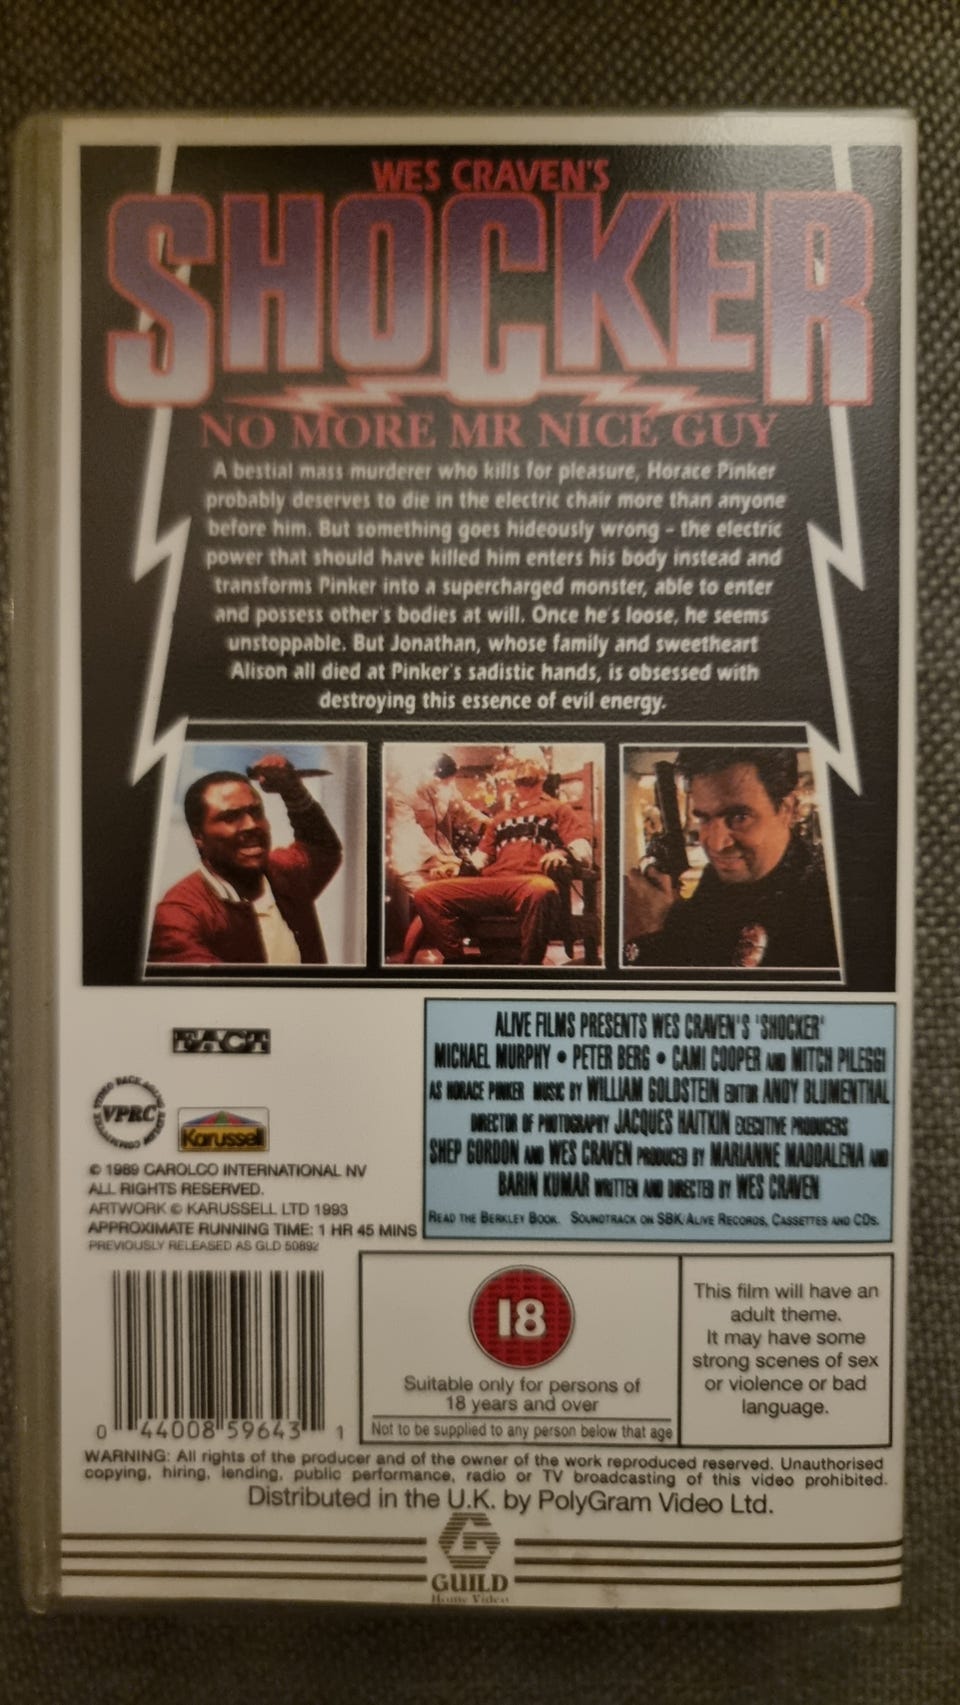 WES CRAVEN'S
SHOCKER
NO MORE MR NICE GUY
A bestial mass murderer who kills for pleasure, Horace Pinker
probably deserves to die in the electric chair more than anyone
before him. But something goes hideously wrong - the electric
power that should have killed him enters his body instead and
transforms Pinker into a supercharged monster, able to enter
and possess other's bodies at will. Once he's loose, he seems
unstoppable. But Jonathan, whose family and sweetheart
Alison all died at Pinker's sadistic hands, is obsessed with
destroying this essence of evil energy.
FACT
VPRC
Karussell
© 1989 CAROLCO INTERNATIONAL NV
ALL RIGHTS RESERVED.
ARTWORK © KARUSSELL LTD 1993
APPROXIMATE RUNNING TIME: 1 HR 45 MINS
PREVIOUSLY RELEASED AS GLD 50892
ALIVE FILMS PRESENTS WES CRAVEN'S 'SHOCKER'
MICHAEL MURPHY • PETER BERG • CAMI COOPER AND MITCH PILEGGI
AS HORACE PINKER MUSIC BY WILLIAM GOLDSTEIN EDITOR ANDY BLUMENTHAL
DIRECTOR OF PHOTOGRAPHY JACQUES HAITKIN EXECUTIVE PRODUCERS
SHEP GORDON AND WES CRAVEN PRODUCED BY MARIANNE MADDALENA AND
BARIN KUMAR WRITTEN AND DIRECTED BY WES CRAVEN
READ THE BERKLEY BOOK. SOUNDTRACK ON SBK/ALIVE RECORDS, CASSETTES AND CDS.
18
Suitable only for persons of
18 years and over
Not to be supplied to any person below that age
This film will have an
adult theme.
It may have some
strong scenes of sex
or violence or bad
language.
0 44008 59643 1
WARNING: All rights of the producer and of the owner of the work reproduced reserved. Unauthorised
copying, hiring, lending, public performance, radio or TV broadcasting of this video prohibited.
Distributed in the U.K. by PolyGram Video Ltd.
GUILD
Home Video